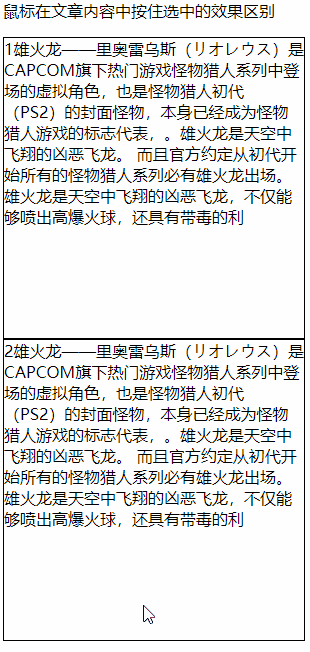 鼠标在文章内容中按住选中的效果区别
1雄火龙——里奥雷乌斯（リオレウス）是
CAPCOM旗下热门游戏怪物猎人系列中登
场的虚拟角色，也是怪物猎人初代
（PS2）的封面怪物，本身已经成为怪物
猎人游戏的标志代表，。雄火龙是天空中
飞翔的凶恶飞龙。 而且官方约定从初代开
始所有的怪物猎人系列必有雄火龙出场。
雄火龙是天空中飞翔的凶恶飞龙，不仅能
够喷出高爆火球，还具有带毒的利
2雄火龙——里奥雷乌斯（リオレウス）是
CAPCOM旗下热门游戏怪物猎人系列中登
场的虚拟角色，也是怪物猎人初代
（PS2）的封面怪物，本身已经成为怪物
猎人游戏的标志代表，。雄火龙是天空中
飞翔的凶恶飞龙。 而且官方约定从初代开
始所有的怪物猎人系列必有雄火龙出场。
雄火龙是天空中飞翔的凶恶飞龙，不仅能
够喷出高爆火球，还具有带毒的利